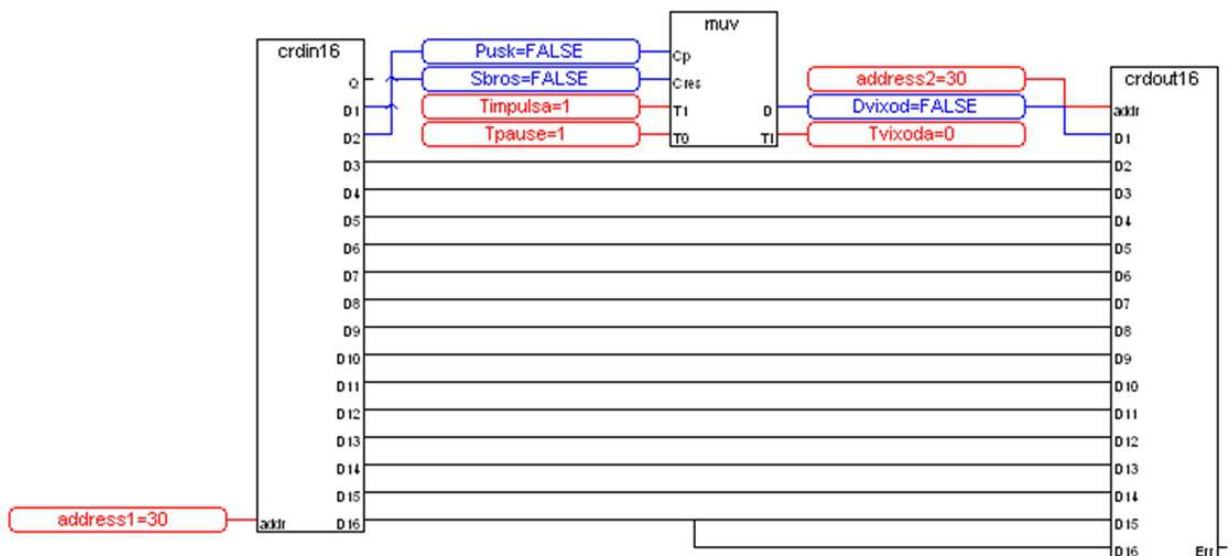 muv
crdin16
Pusk=FALSE
Cp
crdout16
Q
Sbros=FALSE
Cres
address2=30
D1
Timpulsa=1
T1
D
Dvixod=FALSE
addr
D2
Tpause=1
T0
TI
Tvixoda=0
D1
D3
D2
D4
D3
D5
D4
D6
D5
D7
D6
D8
D7
D9
D8
D10
D9
D11
D10
D12
D11
D13
D12
D14
D13
D15
D14
address1=30
addr
D16
D15
D16
Err